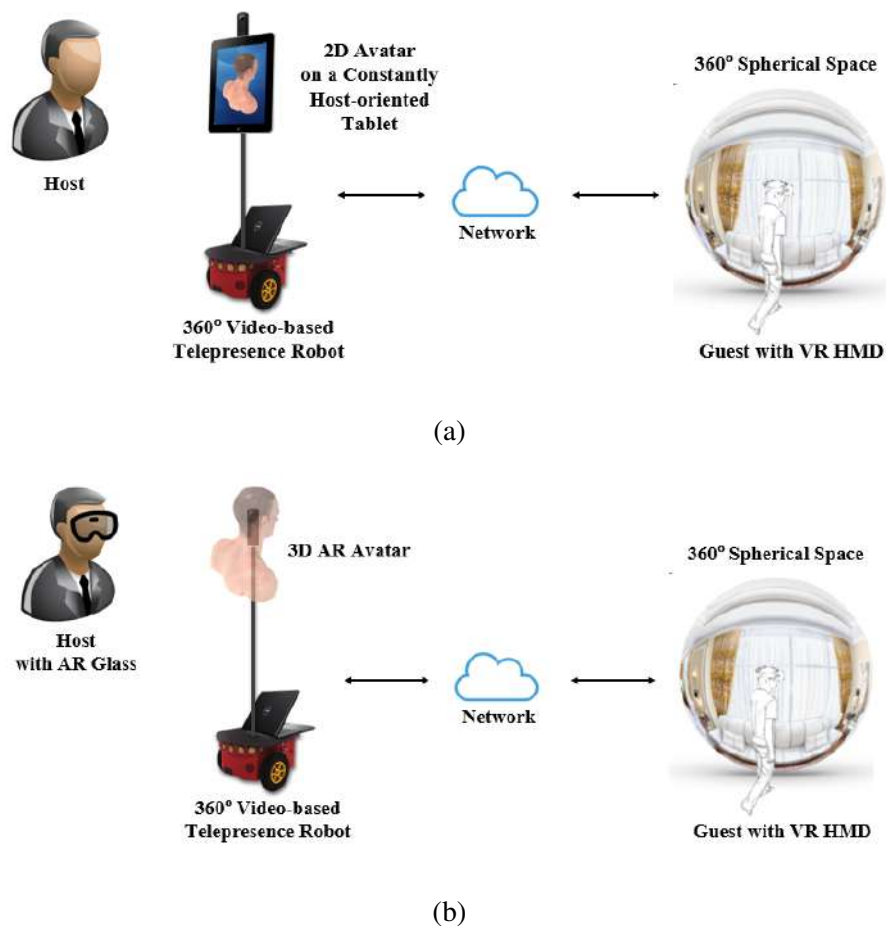 2D Avatar
on a Constantly
Host-oriented
Tablet
360° Spherical Space
Host
Network
360° Video-based
Telepresence Robot
Guest with VR HMD
(a)
3D AR Avatar
360° Spherical Space
Host
with AR Glass
Network
360° Video-based
Telepresence Robot
Guest with VR HMD
(b)